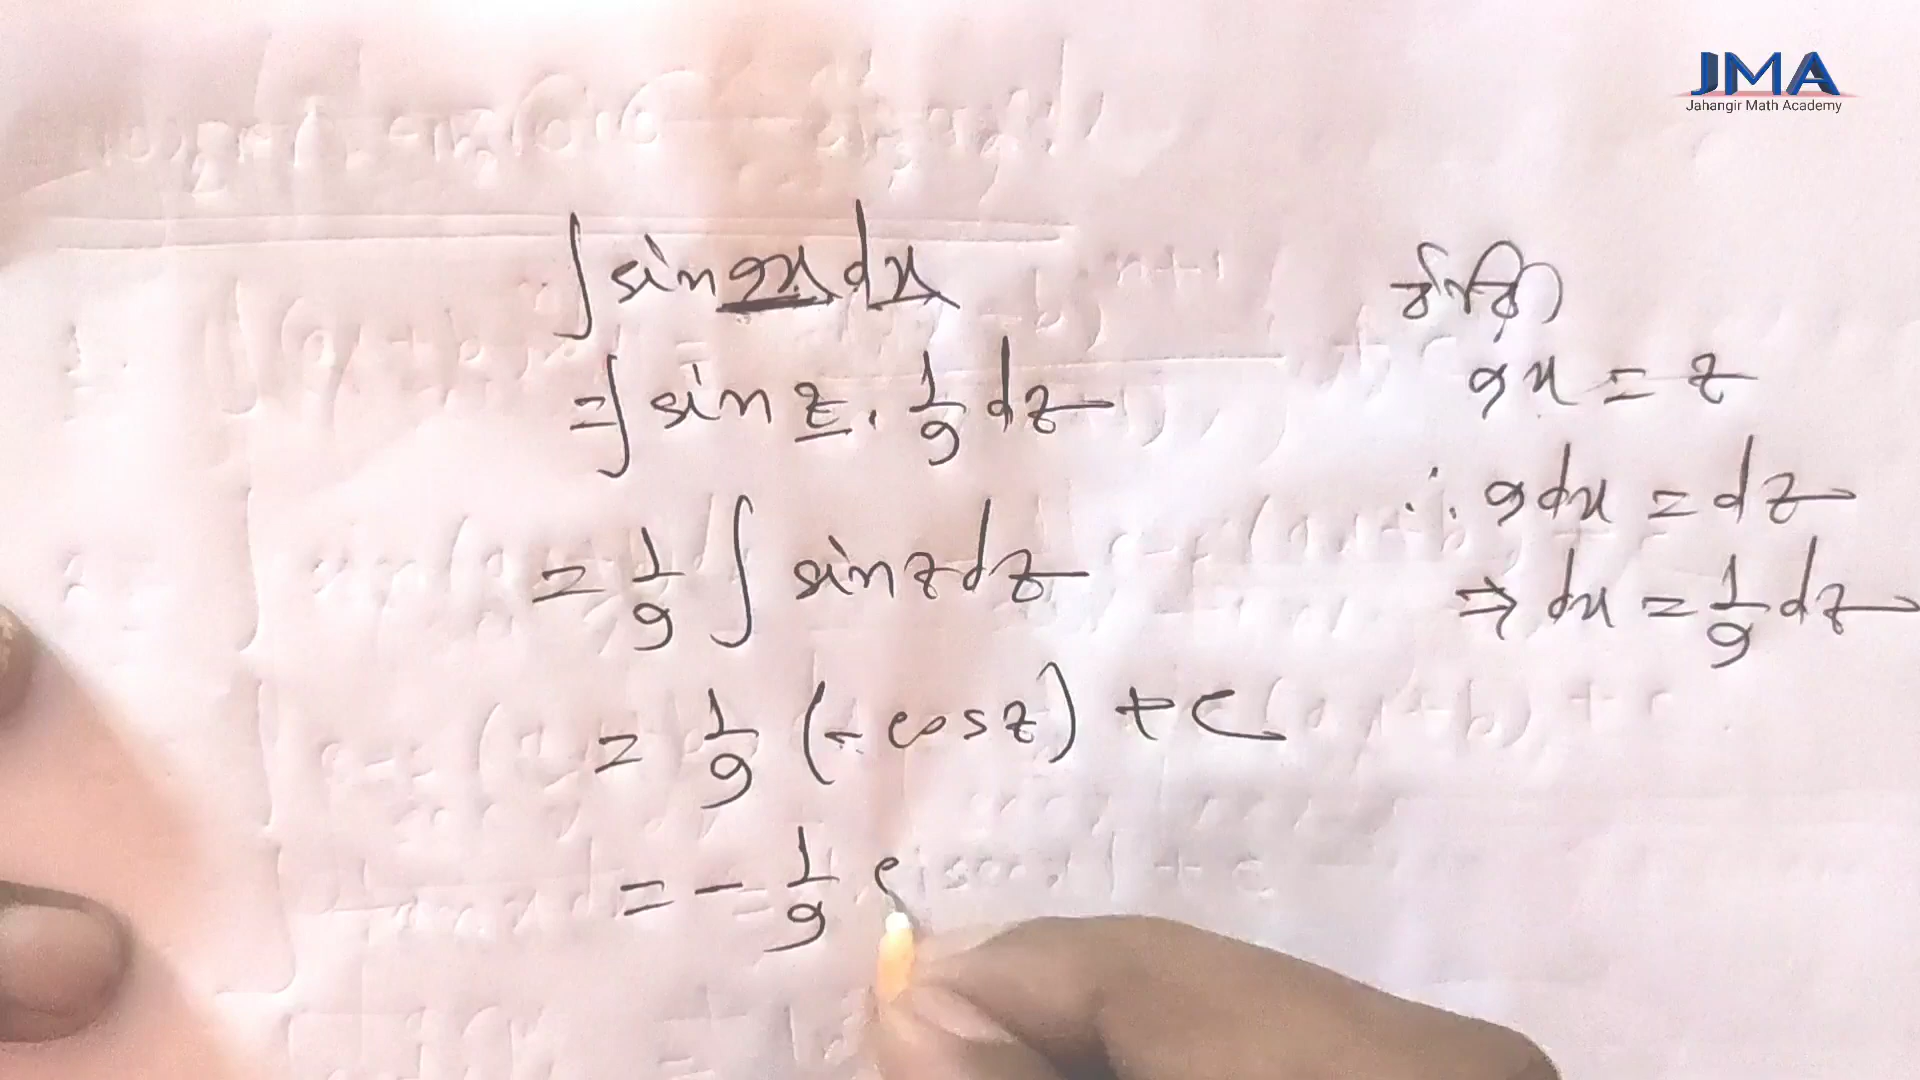 JMA
Jahangir Math Academy
∫ sin 9x dx
= ∫ sin z . 1/9 dz
= 1/9 ∫ sin z dz
= 1/9 (- cos z) + c
= - 1/9 c
9x = z
∴ 9dx = dz
⇒ dx = 1/9 dz